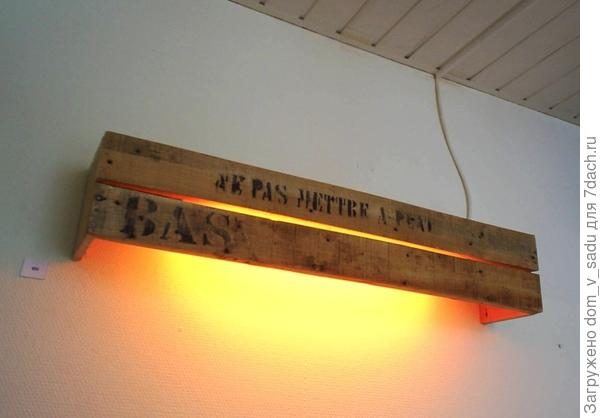 NE PAS METTRE A PLAT
BAS
Загружено dom_v_sadu для 7dach.ru